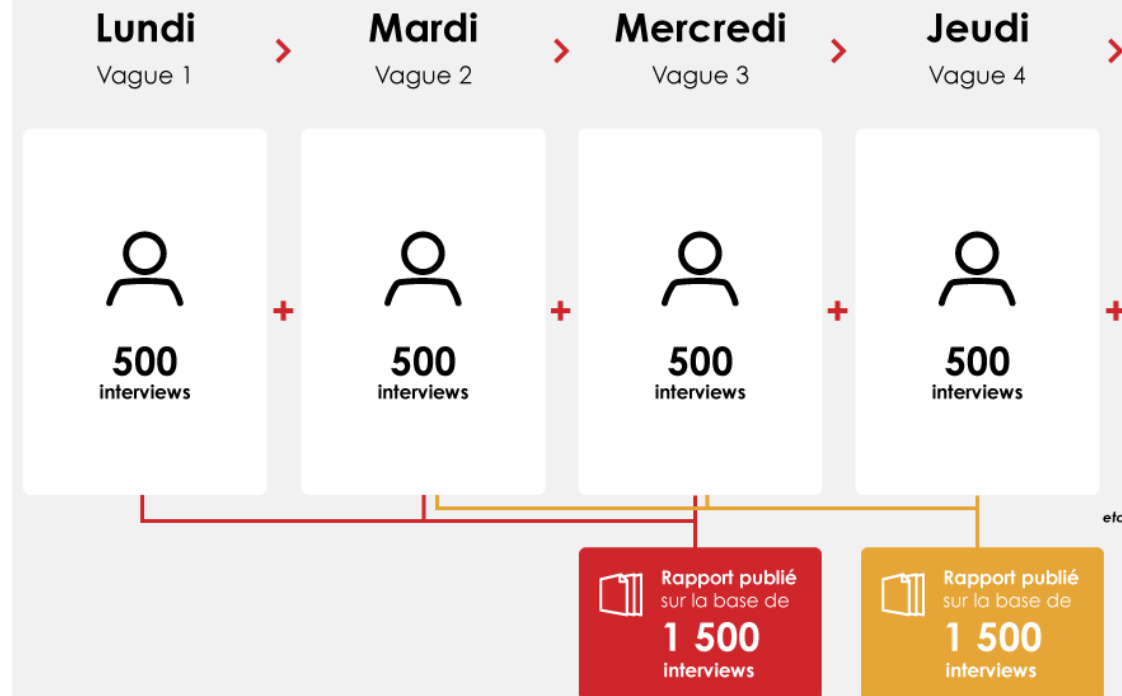 Lundi
Vague 1
Mardi
Vague 2
Mercredi
Vague 3
Jeudi
Vague 4
500
interviews
500
interviews
500
interviews
500
interviews
etc
Rapport publié
sur la base de
1 500
interviews
Rapport publié
sur la base de
1 500
interviews